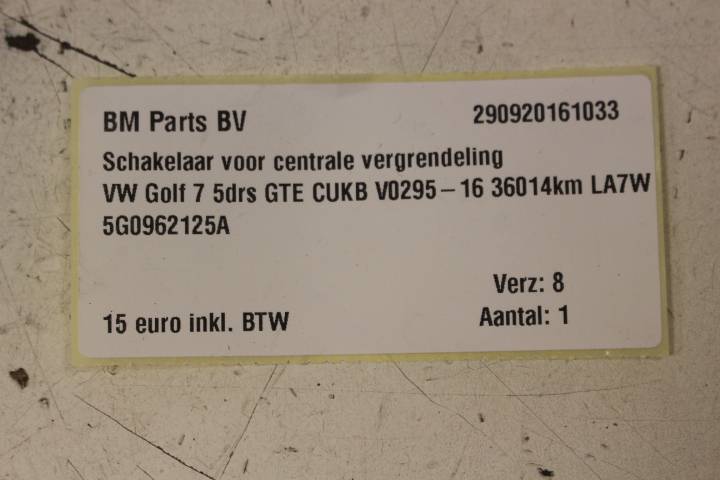 BM Parts BV 290920161033
Schakelaar voor centrale vergrendeling
VW Golf 7 5drs GTE CUKB V0295-16 36014km LA7W
5G0962125A
Verz: 8
15 euro inkl. BTW Aantal: 1